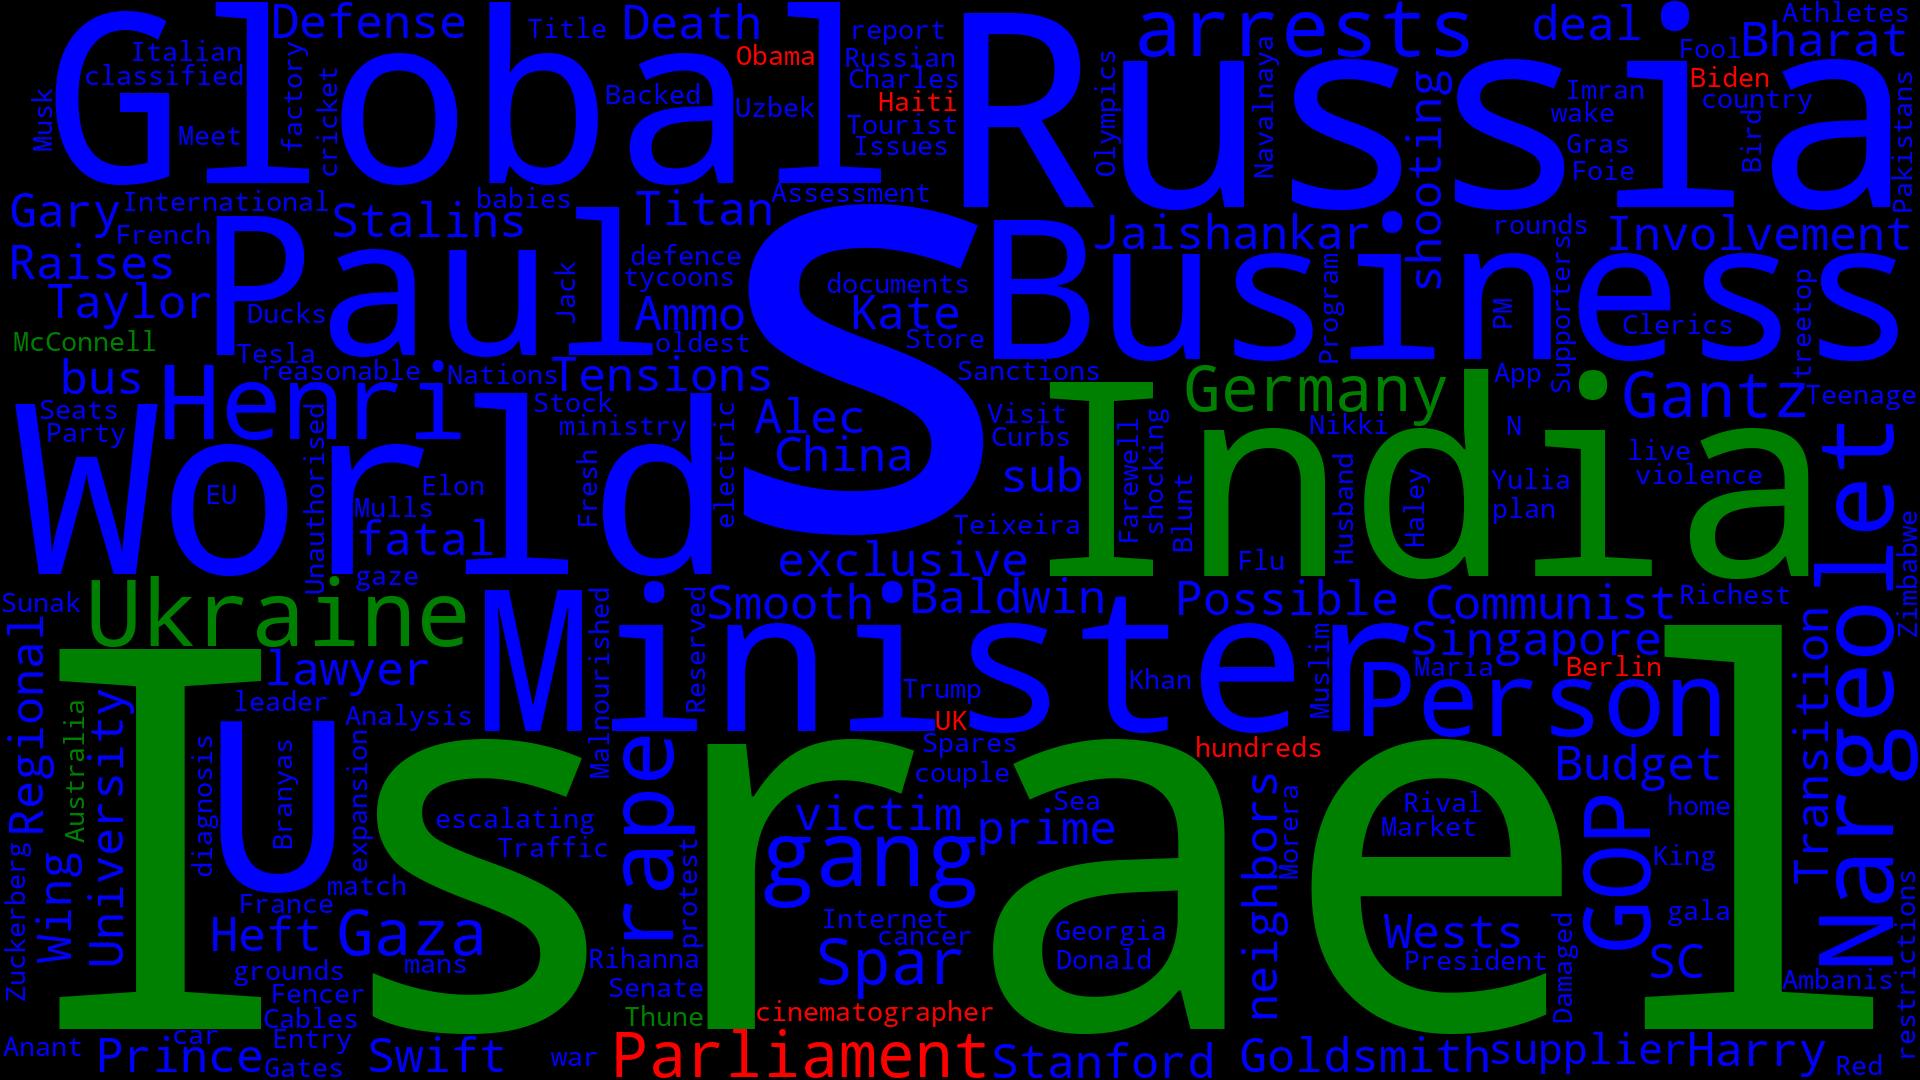 Global
Russia
Defense
Title
Death
report
arrests
deal
Athletes
Italian
classified
Obama
Russian
Charles
Fool
Bharat
Biden
Musk
factory
cricket
Backed
Uzbek
Haiti
Tourist
Issues
Meet
Olympics
Navalnaya
shooting
Imran
wake
country
Gras
Foie
Bird
Pakistans
Gary
International
Stalins
babies
Titan
Assessment
French
Raises
Paul
S
Business
Jaishankar
rounds
Involvement
Taylor
Ducks
Jack
defence
tycoons
documents
Ammo
Kate
Store
oldest
Program
PM
Supporters
Clerics
treetop
McConnell
Tesla
reasonable
Nations
Tensions
Sanctions
bus
Henri
Stock
ministry
Germany
App
Gantz
Teenage
Seats
Party
World
Alec
China
Visit
Curbs
India
Nikki
N
live
violence
EU
Unauthorised
Mulls
Elon
Fresh
electric
sub
Farewell
shocking
Blunt
Husband
Haley
Yulia
plan
Nargeolet
fatal
Teixeira
exclusive
Flu
Zimbabwe
gaze
Sunak
Ukraine
Minister
Smooth
Baldwin
Possible
Communist
Richest
Malnourished
Reserved
Singapore
Regional
lawyer
leader
Analysis
Trump
Khan
Muslim
Maria
Berlin
Person
Transition
Israel
Australia
University
U
UK
Spares
couple
hundreds
Budget
diagnosis
Branyas
expansion
rape
escalating
Traffic
victim
gang
prime
Sea
neighbors
Morera
Rival
Market
GOP
home
King
Zuckerberg
Wing
match
France
Heft
Gaza
protest
Internet
cancer
Spar
Georgia
Donald
Wests
President
Damaged
gala
SC
Ambanis
restrictions
grounds
mans
Rihanna
Senate
Fencer
Cables
Thune
cinematographer
Anant
car
Prince
Entry
Gates
Swift
war
Parliament
Stanford
Goldsmith
supplier
Harry
Red